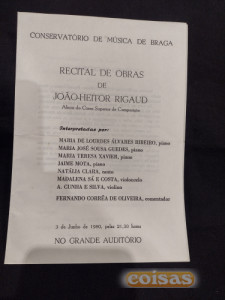 CONSERVATÓRIO DE MÚSICA DE BRAGA
RECITAL DE OBRAS
DE
JOÃO-HEITOR RIGAUD
Aluno do Curso Superior de Composição
Interpretadas por:
MARIA DE LOURDES ÁLVARES RIBEIRO, piano
MARIA JOSÉ SOUSA GUEDES, piano
MARIA TERESA XAVIER, piano
JAIME MOTA, piano
NATÁLIA CLARA, canto
MADALENA SÁ E COSTA, violoncelo
A. CUNHA E SILVA, violino
FERNANDO CORRÊA DE OLIVEIRA, comentador
3 de Junho de 1980, pelas 21.30 horas
NO GRANDE AUDITÓRIO
coisas